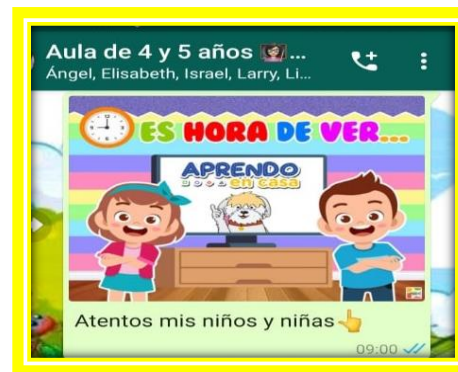 Aula de 4 y 5 años 👩🏻‍🏫...
Ángel, Elisabeth, Israel, Larry, Li...
ES HORA DE VER...
APRENDO
en casa
Atentos mis niños y niñas👆
09:00